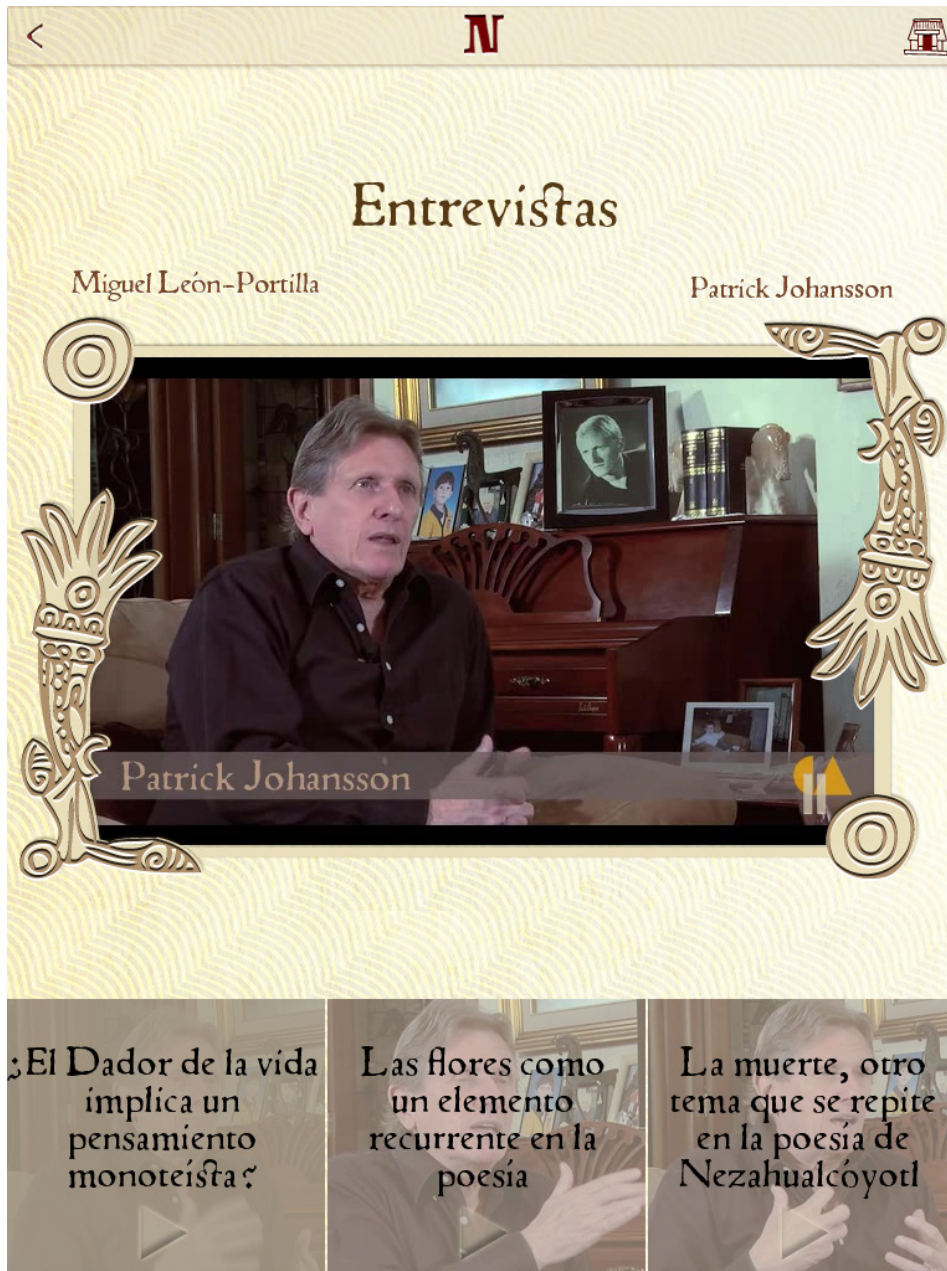 N
Entrevistas
Miguel León-Portilla
Patrick Johansson
Patrick Johansson
¿El Dador de la vida
implica un
pensamiento
monoteísta?
Las flores como
un elemento
recurrente en la
poesía
La muerte, otro
tema que se repite
en la poesía de
Nezahualcóyotl